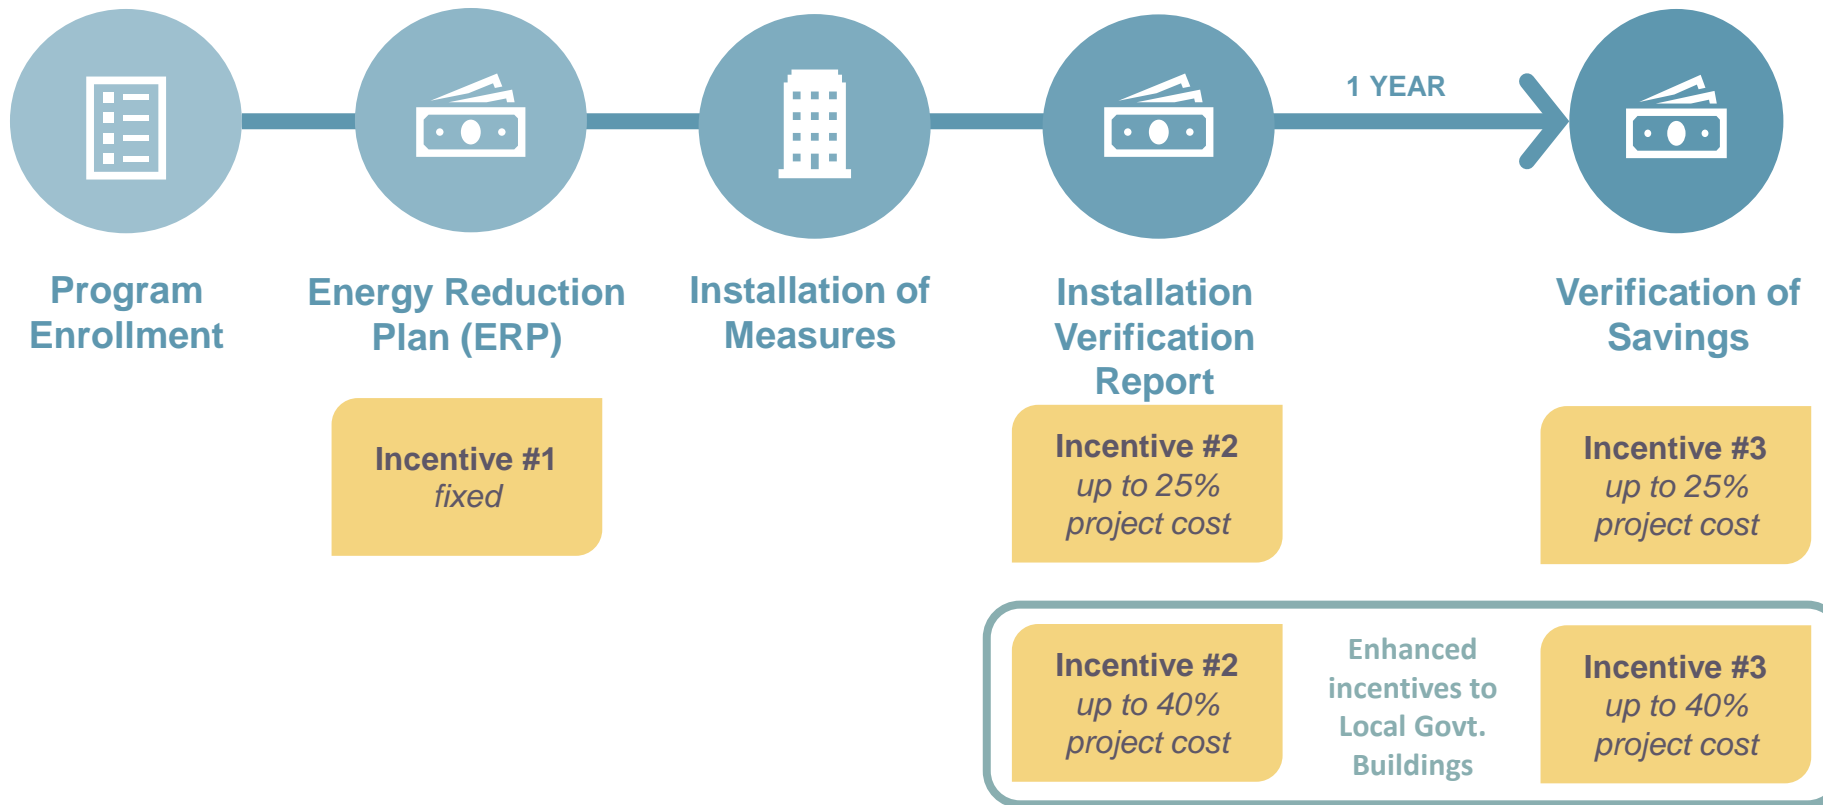 1 YEAR
Program
Enrollment
Energy Reduction
Plan (ERP)
Installation of
Measures
Installation
Verification
Report
Verification of
Savings
Incentive #1
fixed
Incentive #2
up to 25%
project cost
Incentive #3
up to 25%
project cost
Incentive #2
up to 40%
project cost
Enhanced
incentives to
Local Govt.
Buildings
Incentive #3
up to 40%
project cost